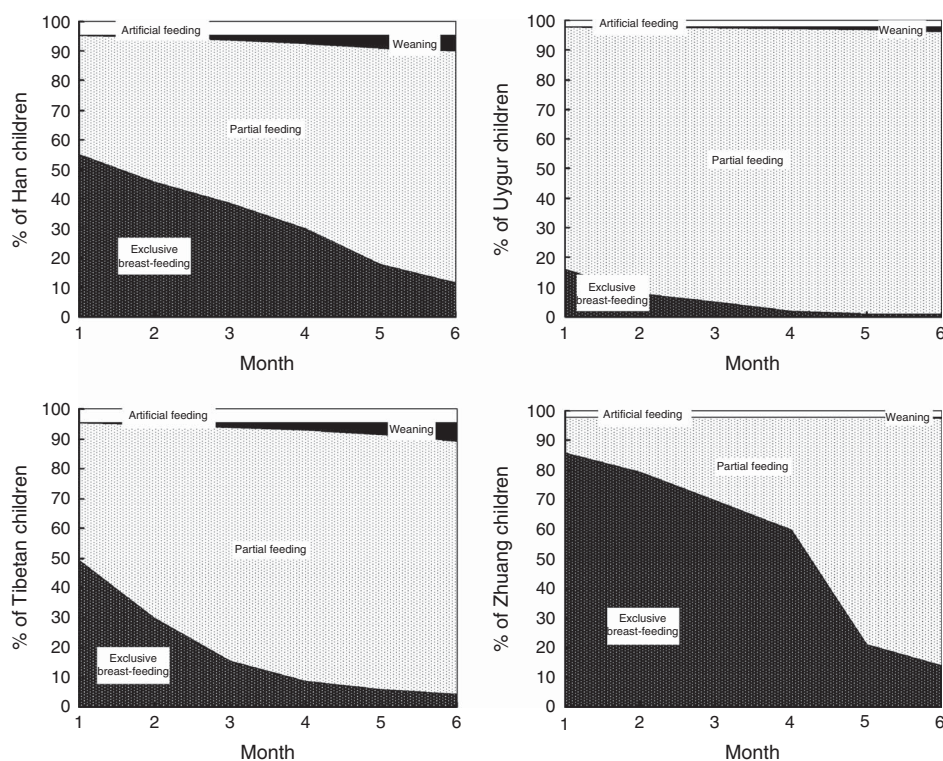 % of Han children
100
90
80
70
60
50
40
30
20
10
0
Artificial feeding
Weaning
Partial feeding
Exclusive
breast-feeding
1 2 3 4 5 6
Month
% of Uygur children
100
90
80
70
60
50
40
30
20
10
0
Artificial feeding
Weaning
Partial feeding
Exclusive
breast-feeding
1 2 3 4 5 6
Month
% of Tibetan children
100
90
80
70
60
50
40
30
20
10
0
Artificial feeding
Weaning
Partial feeding
Exclusive
breast-feeding
1 2 3 4 5 6
Month
% of Zhuang children
100
90
80
70
60
50
40
30
20
10
0
Artificial feeding
Weaning
Partial feeding
Exclusive
breast-feeding
1 2 3 4 5 6
Month